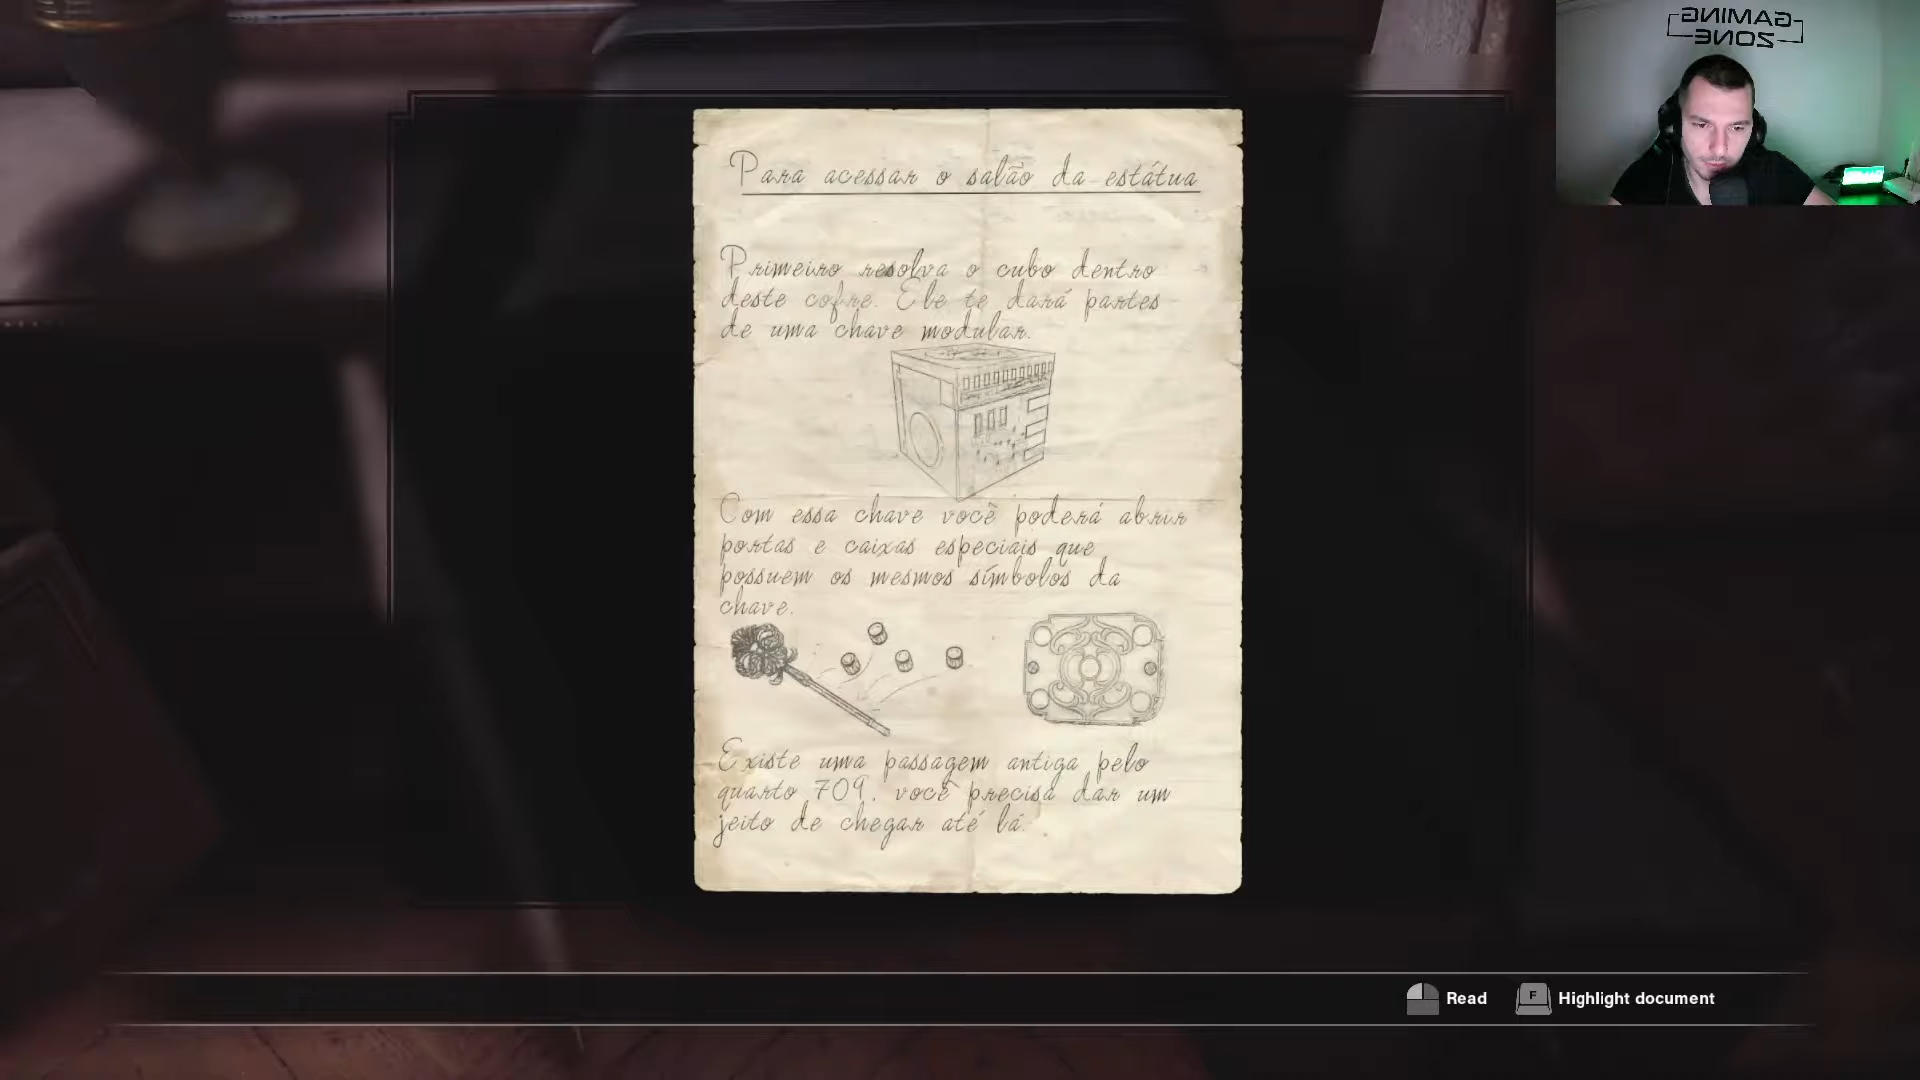 GAMING
ZONE
Para acessar o salão da estátua
Primeiro resolva o cubo dentro
deste cofre. Ele te dará partes
de uma chave modular.
Com essa chave você poderá abrir
portas e caixas especiais que
possuem os mesmos símbolos da
chave.
Existe uma passagem antiga pelo
quarto 709. você precisa dar um
jeito de chegar até lá.
Read
F
Highlight document